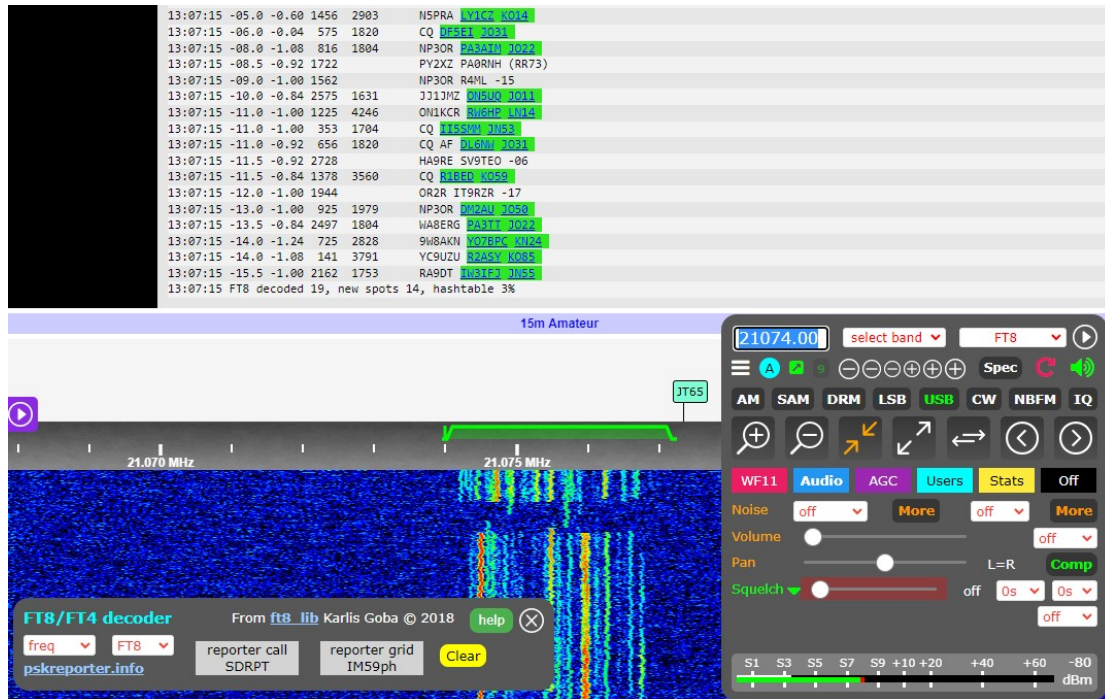 13:07:15 -05.0 -0.60 1456 2903 N5PRA LY1CZ KO14
13:07:15 -06.0 -0.04 575 1820 CQ DF5EI JO31
13:07:15 -08.0 -1.08 816 1804 NP3OR PA3AIM JO22
13:07:15 -08.5 -0.92 1722 PY2XZ PA0RNH (RR73)
13:07:15 -09.0 -1.00 1562 NP3OR R4ML -15
13:07:15 -10.0 -0.84 2575 1631 JJ1JMZ ON5UQ JO11
13:07:15 -11.0 -1.00 1225 4246 ON1KCR RW6HP LN14
13:07:15 -11.0 -1.00 353 1704 CQ II5SMM JN53
13:07:15 -11.0 -0.92 656 1820 CQ AF DL6NW JO31
13:07:15 -11.5 -0.92 2728 HA9RE SV9TEO -06
13:07:15 -11.5 -0.84 1378 3560 CQ R1BED KO59
13:07:15 -12.0 -1.00 1944 OR2R IT9RZR -17
13:07:15 -13.0 -1.00 925 1979 NP3OR DM2AU JO50
13:07:15 -13.5 -0.84 2497 1804 WA8ERG PA3TT JO22
13:07:15 -14.0 -1.24 725 2828 9W8AKN YO7BPC KN24
13:07:15 -14.0 -1.08 141 3791 YC9UZU R2ASY KO85
13:07:15 -15.5 -1.00 2162 1753 RA9DT IW3IFJ JN55
13:07:15 FT8 decoded 19, new spots 14, hashtable 3%
15m Amateur
JT65
21.070 MHz 21.075 MHz
FT8/FT4 decoder From ft8_lib Karlis Goba © 2018 help
freq FT8 reporter call SDRPT reporter grid IM59ph Clear
pskreporter.info
21074.00 select band FT8
A 9 Spec
AM SAM DRM LSB USB CW NBFM IQ
WF11 Audio AGC Users Stats Off
Noise off More off More
Volume off
Pan L=R Comp
Squelch off 0s 0s
off
S1 S3 S5 S7 S9 +10 +20 +40 +60 -80
dBm